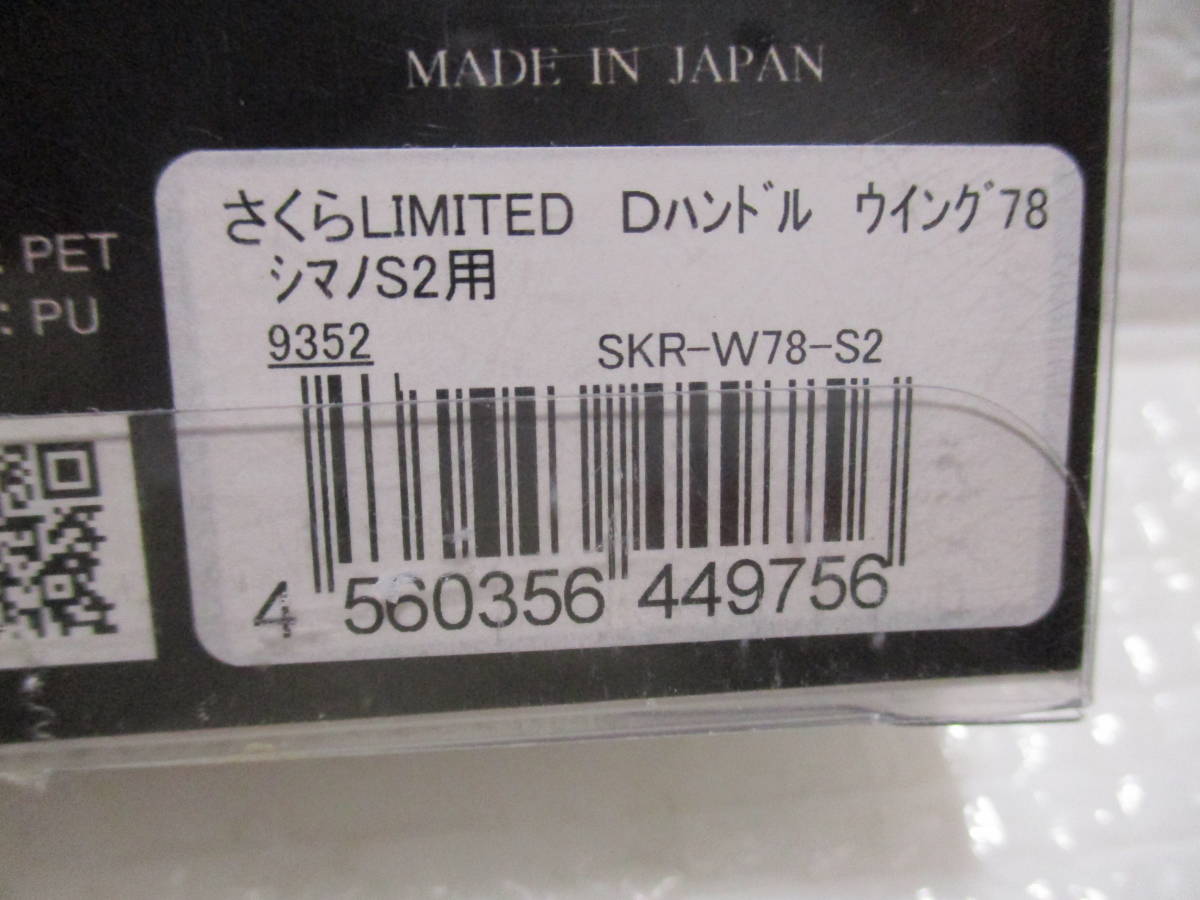 MADE IN JAPAN
さくらLIMITED Dﾊﾝﾄﾞﾙ ｳｲﾝｸﾞ78
ｼﾏﾉS2用
PET
: PU
9352 SKR-W78-S2
4 560356 449756